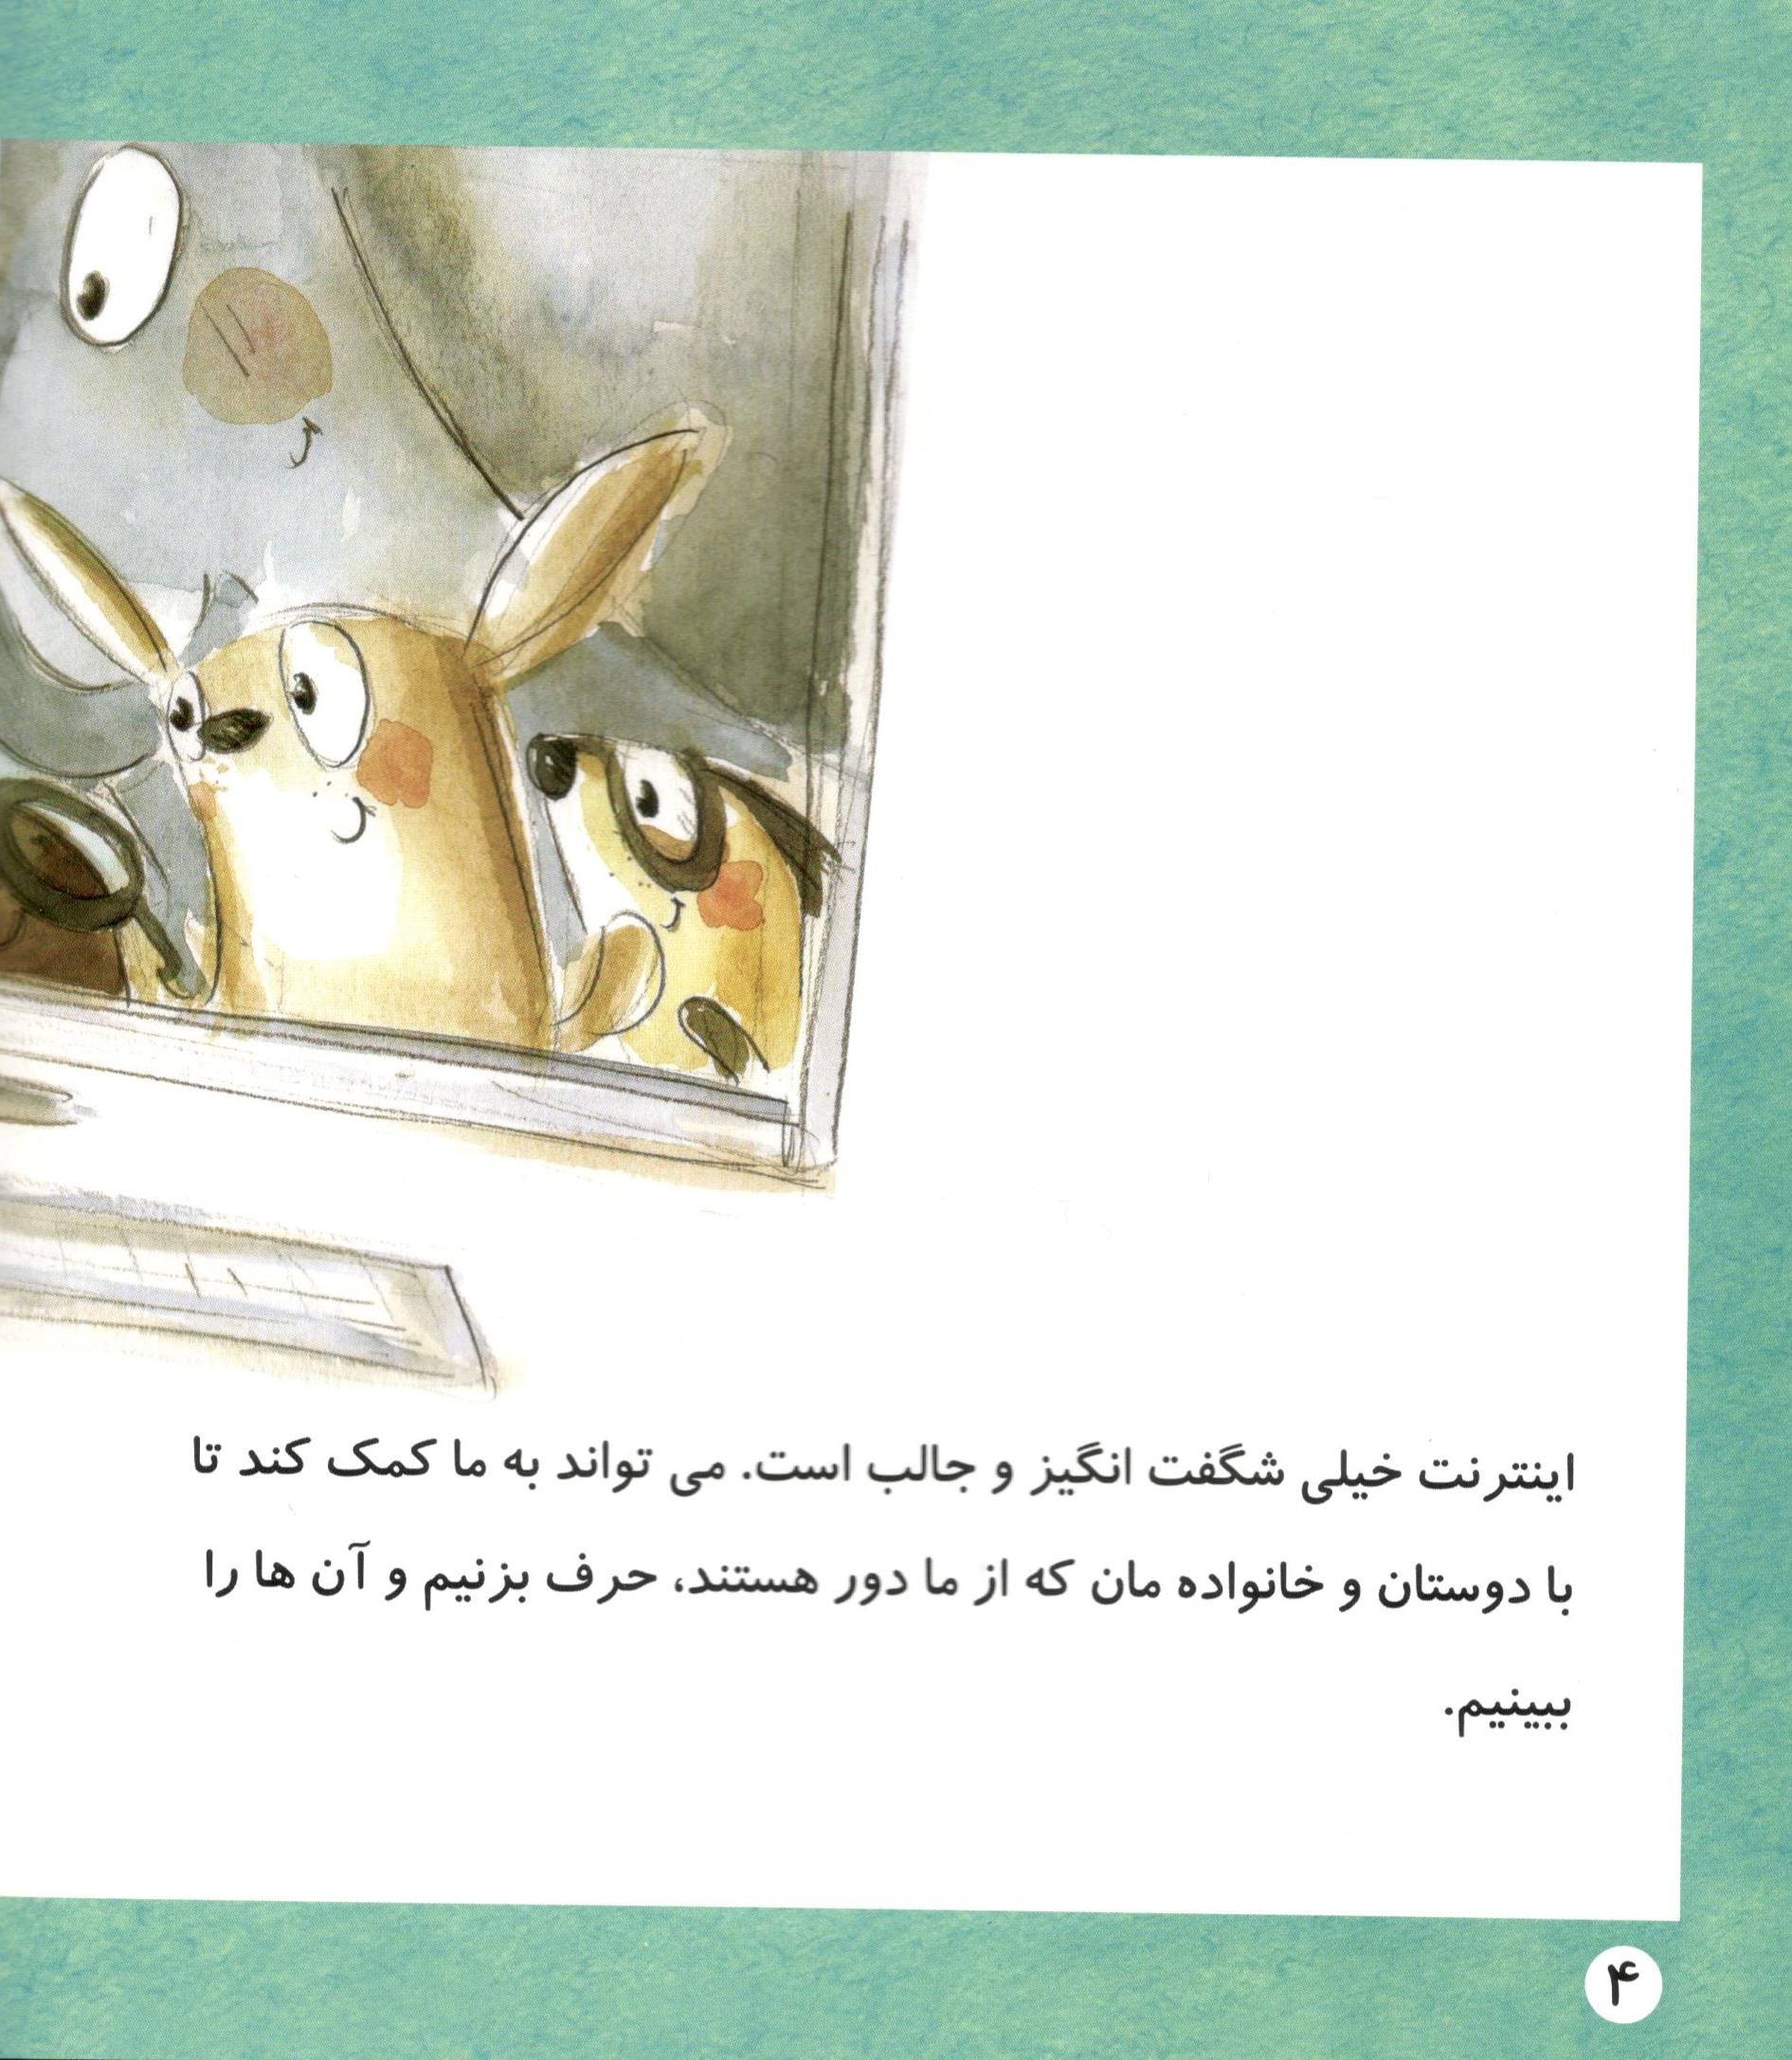 اینترنت خیلی شگفت انگیز و جالب است. می تواند به ما کمک کند تا
با دوستان و خانواده مان که از ما دور هستند، حرف بزنیم و آن ها را
ببینیم.
۴